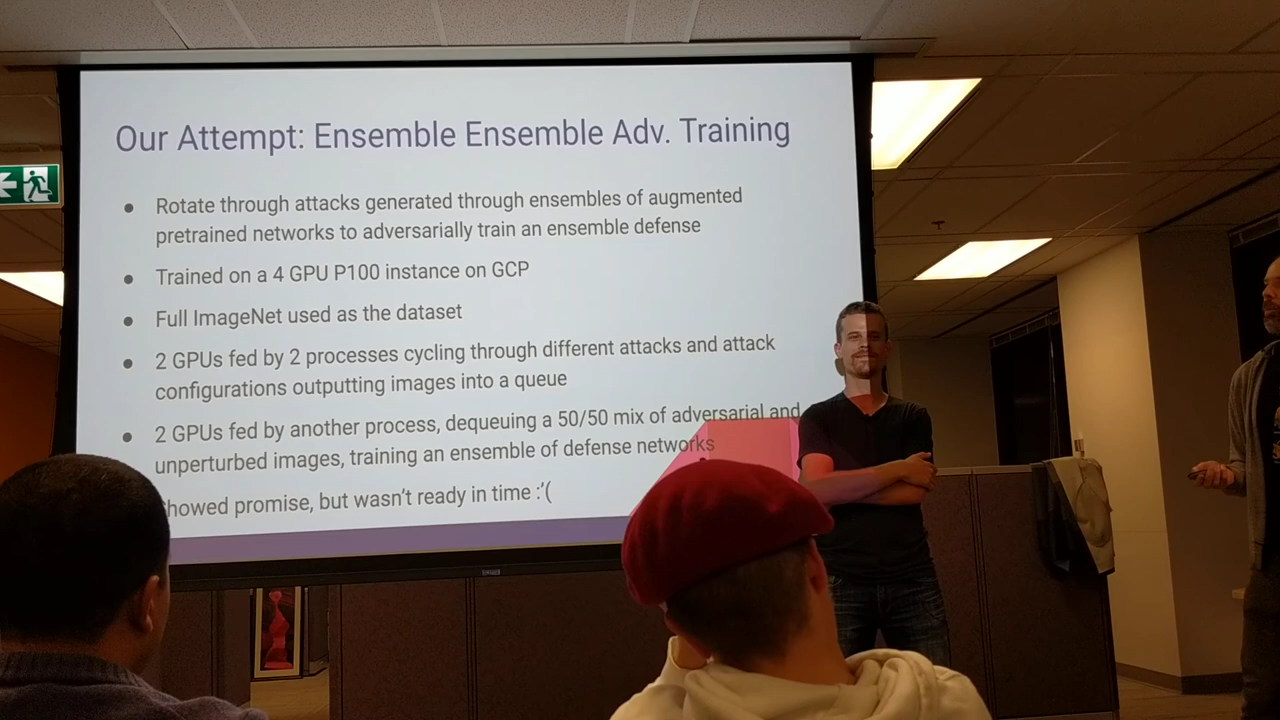 Our Attempt: Ensemble Ensemble Adv. Training
● Rotate through attacks generated through ensembles of augmented
pretrained networks to adversarially train an ensemble defense
● Trained on a 4 GPU P100 instance on GCP
● Full ImageNet used as the dataset
● 2 GPUs fed by 2 processes cycling through different attacks and attack
configurations outputting images into a queue
● 2 GPUs fed by another process, dequeuing a 50/50 mix of adversarial and
unperturbed images, training an ensemble of defense networks
howed promise, but wasn't ready in time :'(